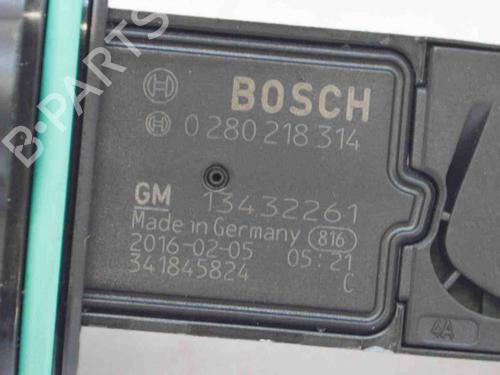 BOSCH
0 280 218 314
GM 13432261
Made in Germany 816
2016-02-05 05:21
341845824 C
4A
B-PARTS